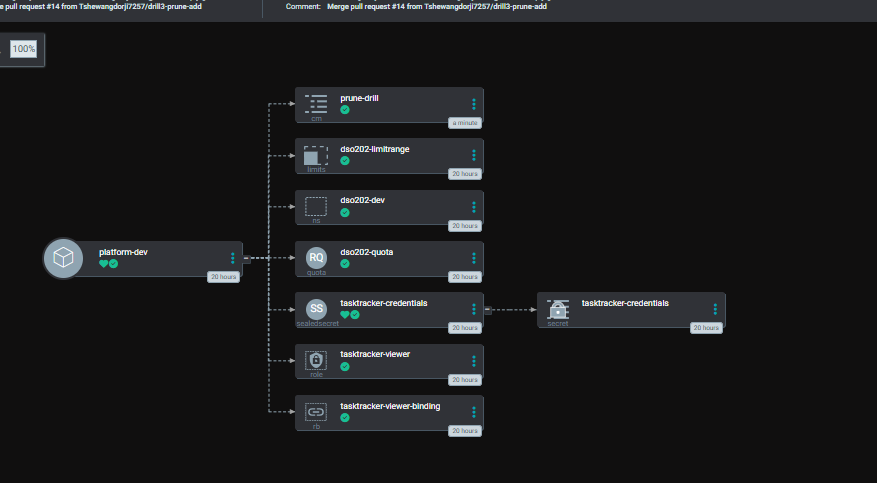 e pull request #14 from Tshewangdorji7257/drill3-prune-add
Comment: Merge pull request #14 from Tshewangdorji7257/drill3-prune-add
100%
prune-drill
cm
a minute
dso202-limitrange
limits
20 hours
dso202-dev
ns
20 hours
platform-dev
20 hours
RQ
dso202-quota
quota
20 hours
SS
tasktracker-credentials
sealedsecret
20 hours
tasktracker-credentials
secret
20 hours
tasktracker-viewer
role
20 hours
tasktracker-viewer-binding
rb
20 hours